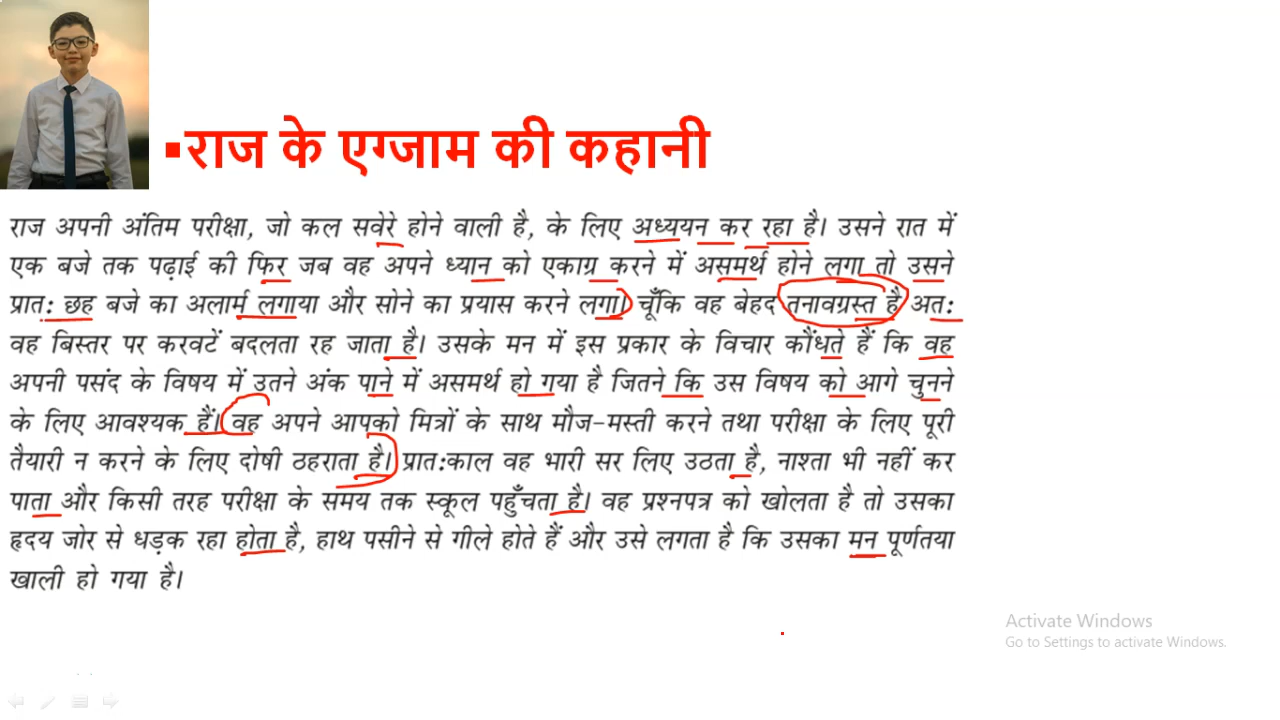 ▪राज के एग्जाम की कहानी
राज अपनी अंतिम परीक्षा, जो कल सवेरे होने वाली है, के लिए अध्ययन कर रहा है। उसने रात में
एक बजे तक पढ़ाई की फिर जब वह अपने ध्यान को एकाग्र करने में असमर्थ होने लगा तो उसने
प्रातः छह बजे का अलार्म लगाया और सोने का प्रयास करने लगा। चूँकि वह बेहद तनावग्रस्त है अतः
वह बिस्तर पर करवटें बदलता रह जाता है। उसके मन में इस प्रकार के विचार कौंधते हैं कि वह
अपनी पसंद के विषय में उतने अंक पाने में असमर्थ हो गया है जितने कि उस विषय को आगे चुनने
के लिए आवश्यक हैं। वह अपने आपको मित्रों के साथ मौज-मस्ती करने तथा परीक्षा के लिए पूरी
तैयारी न करने के लिए दोषी ठहराता है। प्रातःकाल वह भारी सर लिए उठता है, नाश्ता भी नहीं कर
पाता और किसी तरह परीक्षा के समय तक स्कूल पहुँचता है। वह प्रश्नपत्र को खोलता है तो उसका
हृदय जोर से धड़क रहा होता है, हाथ पसीने से गीले होते हैं और उसे लगता है कि उसका मन पूर्णतया
खाली हो गया है।
Activate Windows
Go to Settings to activate Windows.